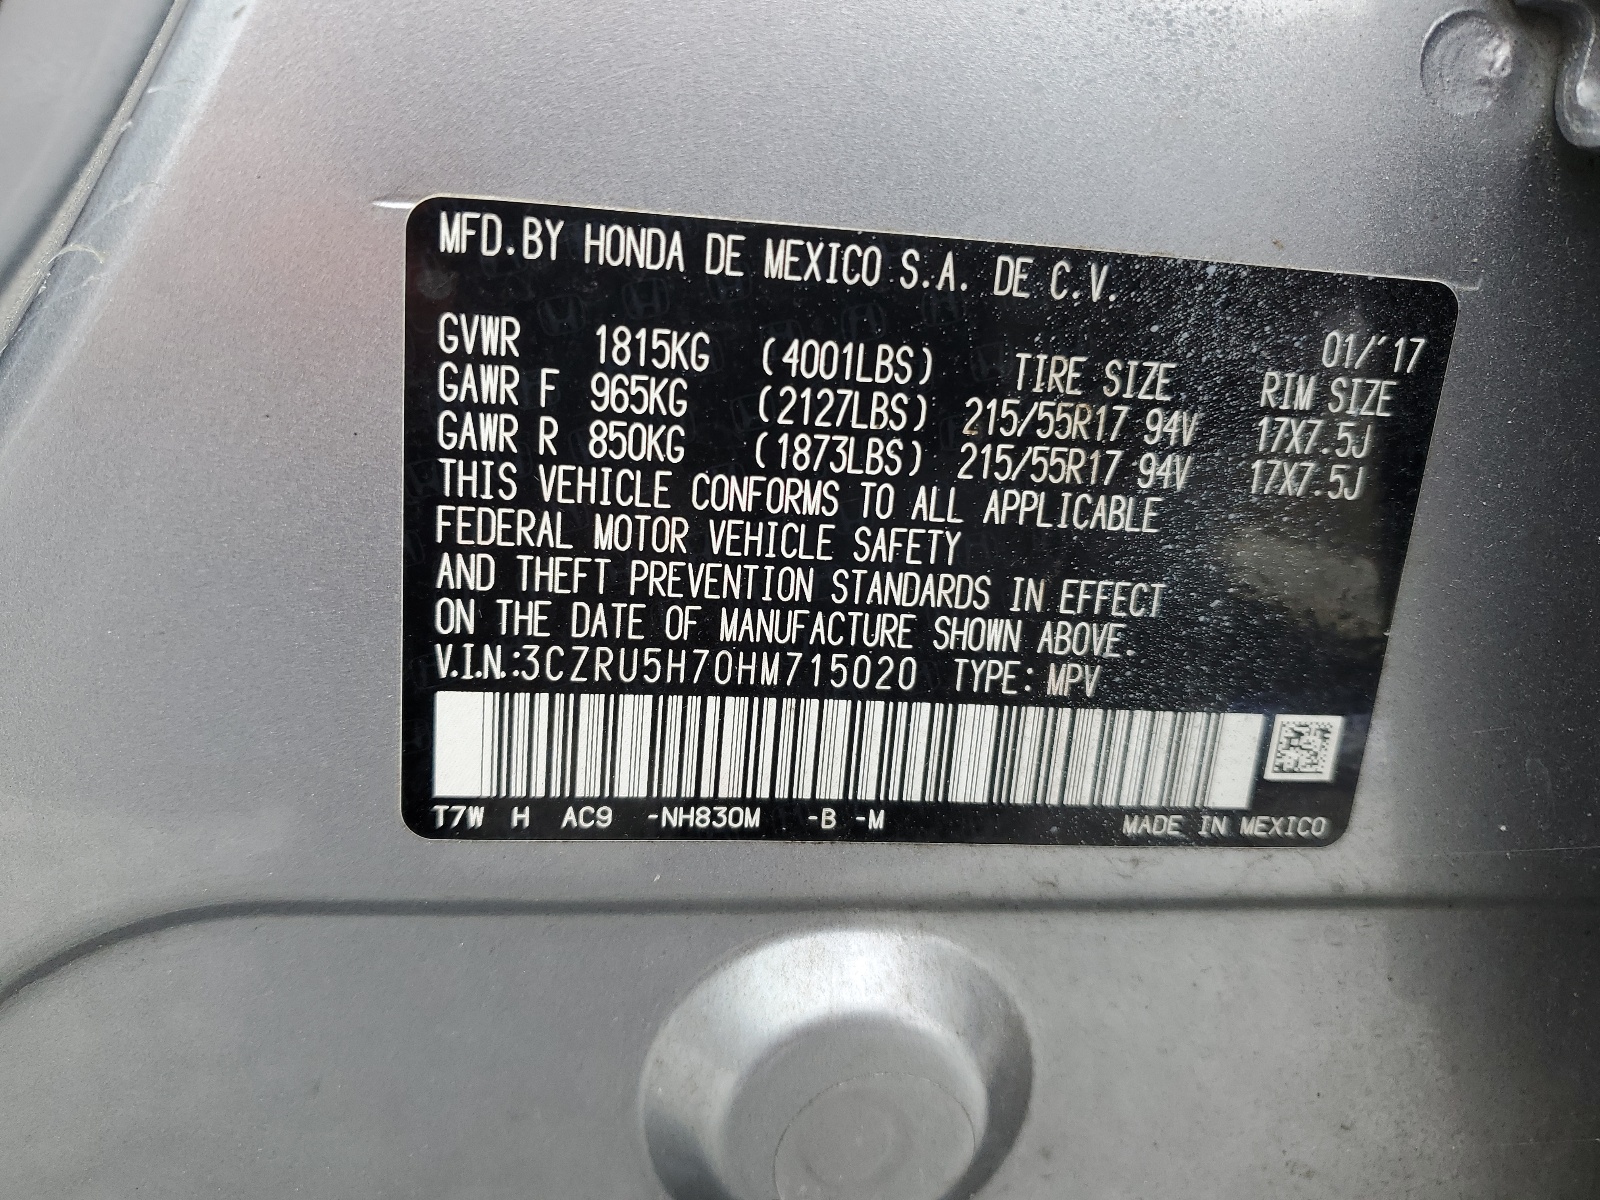 MFD.BY HONDA DE MEXICO S.A. DE C.V.
01/'17
GVWR 1815KG (4001LBS) TIRE SIZE RIM SIZE
GAWR F 965KG (2127LBS) 215/55R17 94V 17X7.5J
GAWR R 850KG (1873LBS) 215/55R17 94V 17X7.5J
THIS VEHICLE CONFORMS TO ALL APPLICABLE
FEDERAL MOTOR VEHICLE SAFETY
AND THEFT PREVENTION STANDARDS IN EFFECT
ON THE DATE OF MANUFACTURE SHOWN ABOVE.
V.I.N.:3CZRU5H70HM715020 TYPE: MPV
T7W H AC9 -NH830M -B -M MADE IN MEXICO